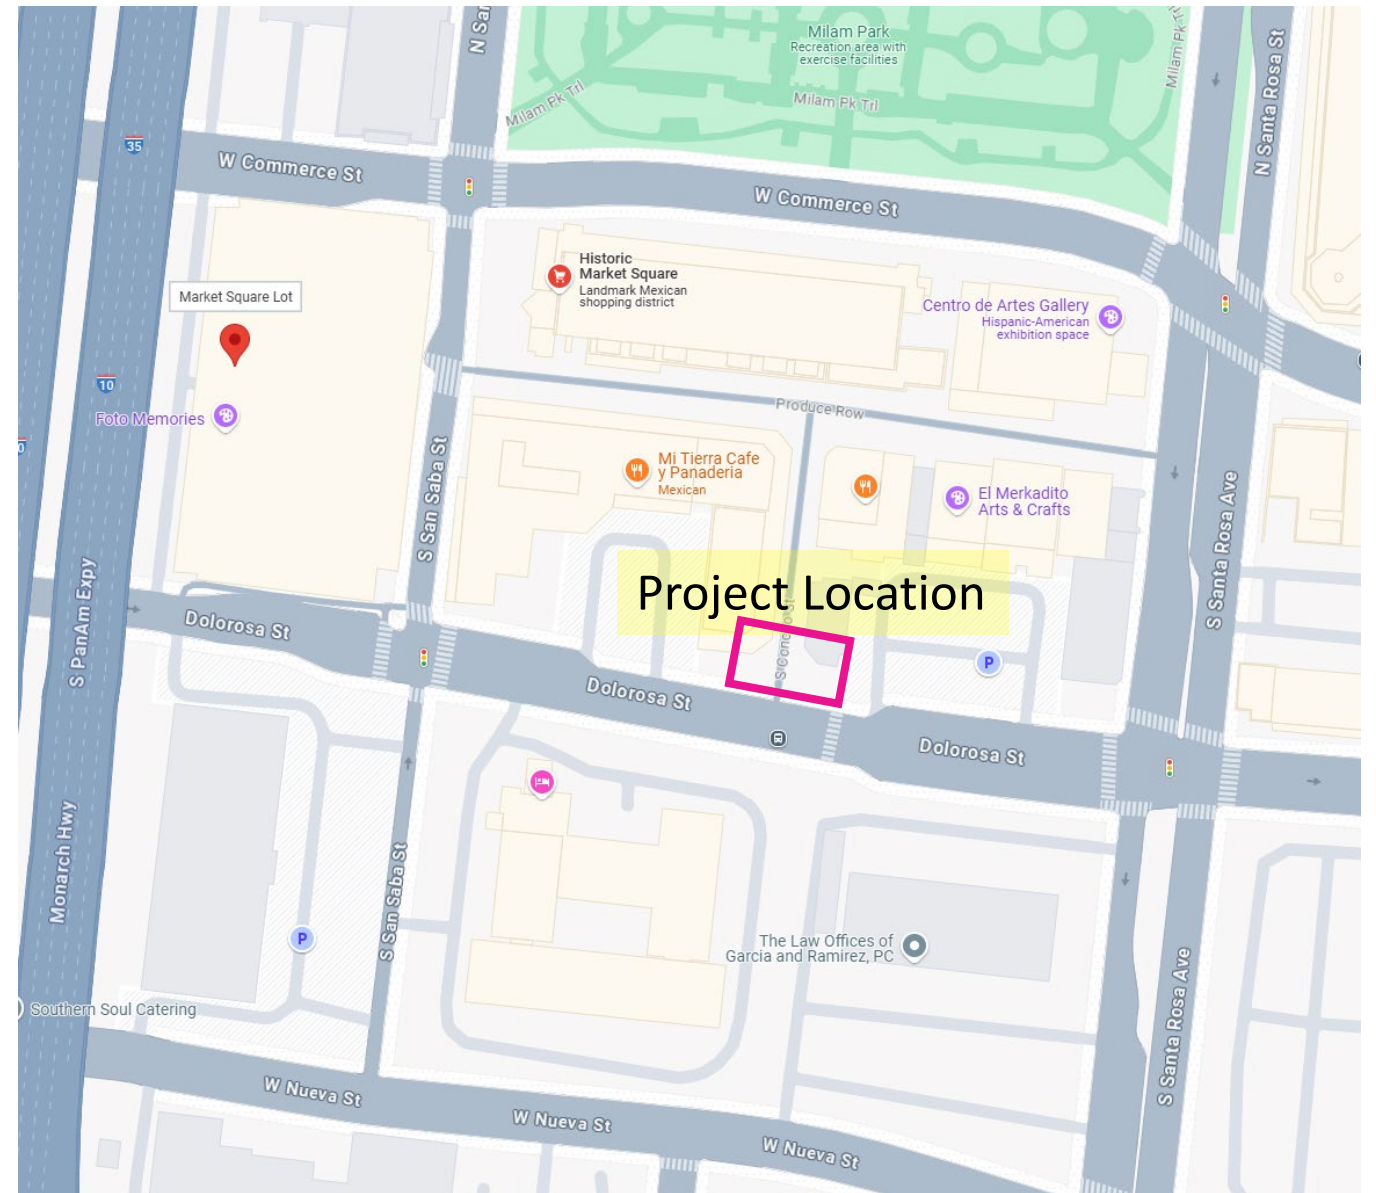 Milam Park
Recreation area with
exercise facilities
Milam Pk Trl
Milam Pk Trl
N Santa Rosa St
35
W Commerce St
W Commerce St
Historic
Market Square
Landmark Mexican
shopping district
Market Square Lot
Centro de Artes Gallery
Hispanic-American
exhibition space
10
Foto Memories
Produce Row
Mi Tierra Cafe
y Panaderia
Mexican
El Merkadito
Arts & Crafts
S San Saba St
S Santa Rosa Ave
S PanAm Expy
Project Location
Dolorosa St
P
Dolorosa St
Dolorosa St
Monarch Hwy
S San Saba St
P
The Law Offices of
Garcia and Ramirez, PC
Southern Soul Catering
S Santa Rosa Ave
W Nueva St
W Nueva St
W Nueva St